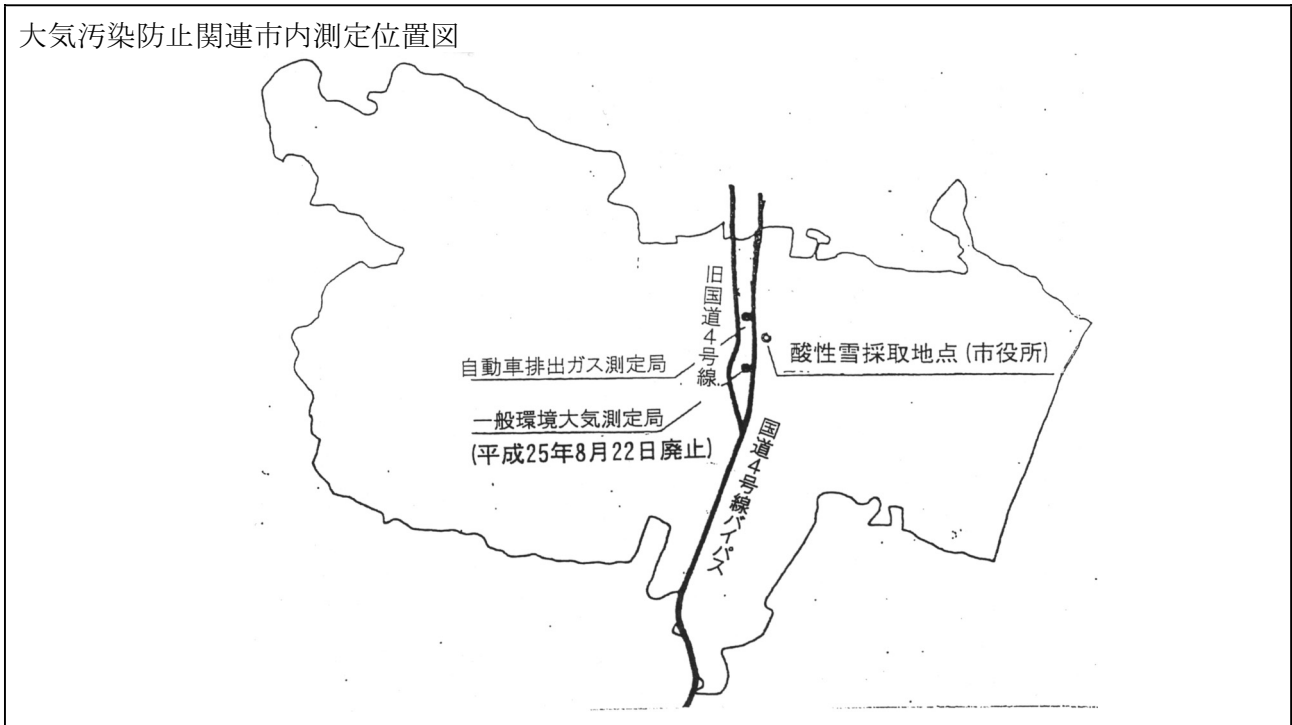 大気汚染防止関連市内測定位置図
旧国道4号線
自動車排出ガス測定局
酸性雪採取地点(市役所)
一般環境大気測定局
(平成25年8月22日廃止)
国道4号線バイパス